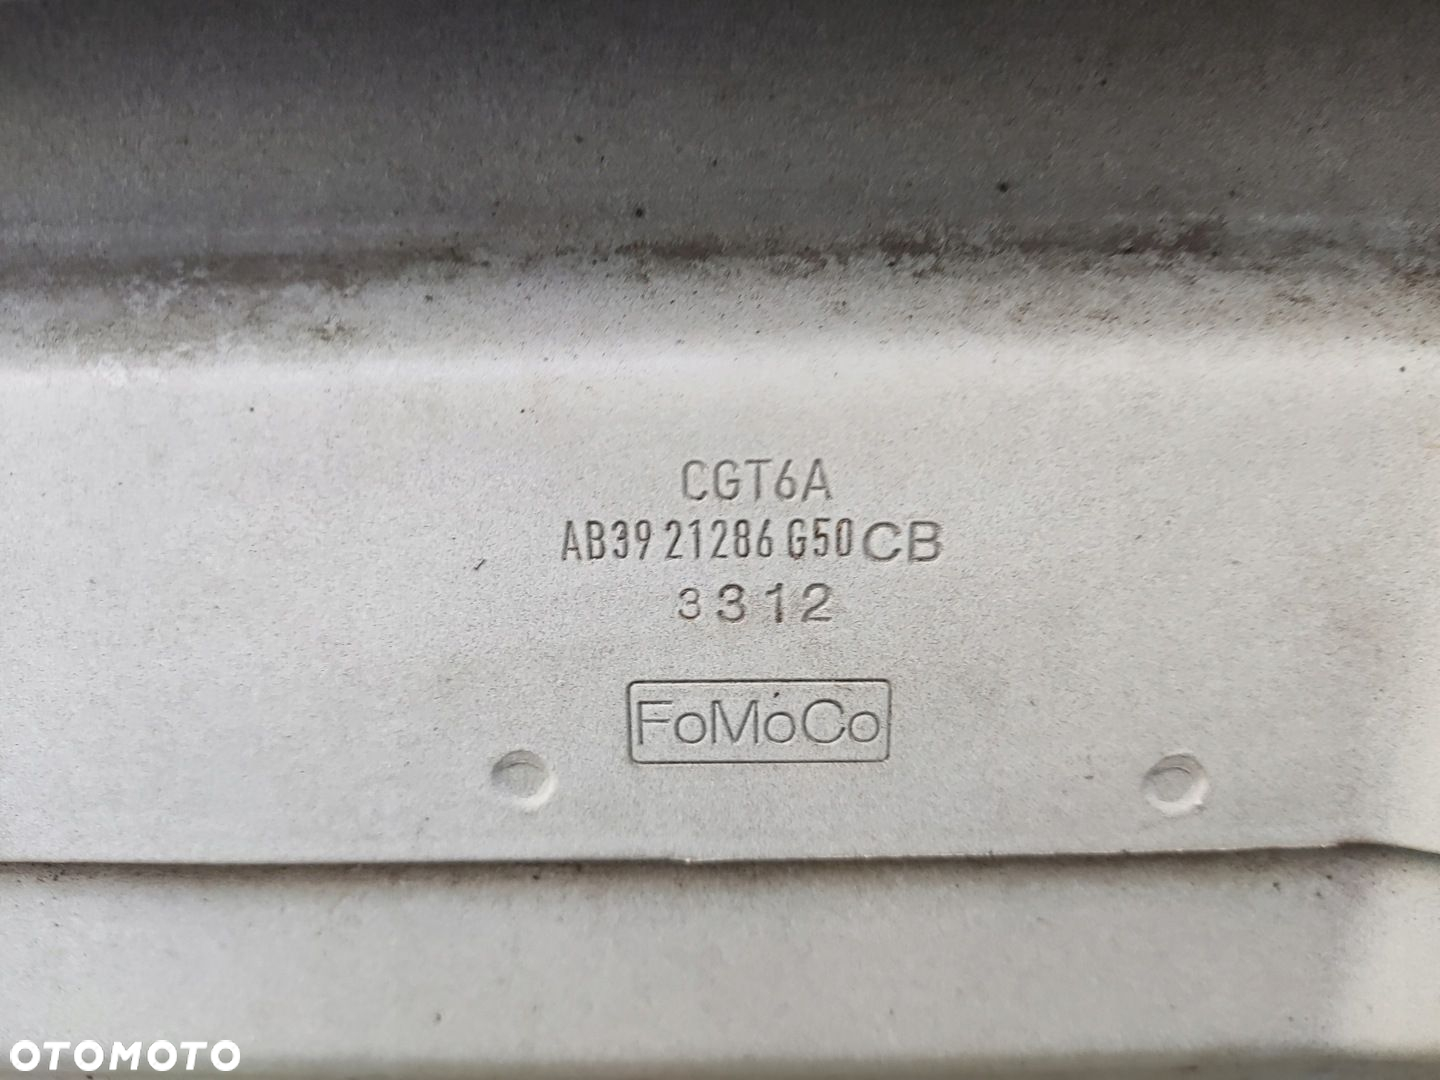 CGT6A
AB39 21286 G50 CB
3312
FoMoCo
OTOMOTO